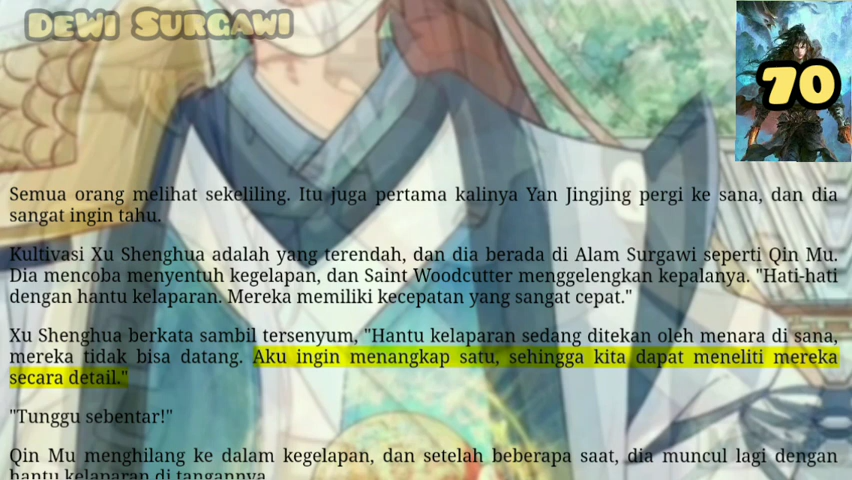 DEWI SURGAWI
70
Semua orang melihat sekeliling. Itu juga pertama kalinya Yan Jingjing pergi ke sana, dan dia
sangat ingin tahu.
Kultivasi Xu Shenghua adalah yang terendah, dan dia berada di Alam Surgawi seperti Qin Mu.
Dia mencoba menyentuh kegelapan, dan Saint Woodcutter menggelengkan kepalanya. "Hati-hati
dengan hantu kelaparan. Mereka memiliki kecepatan yang sangat cepat."
Xu Shenghua berkata sambil tersenyum, "Hantu kelaparan sedang ditekan oleh menara di sana,
mereka tidak bisa datang. Aku ingin menangkap satu, sehingga kita dapat meneliti mereka
secara detail."
"Tunggu sebentar!"
Qin Mu menghilang ke dalam kegelapan, dan setelah beberapa saat, dia muncul lagi dengan
hantu kelaparan di tangannya.